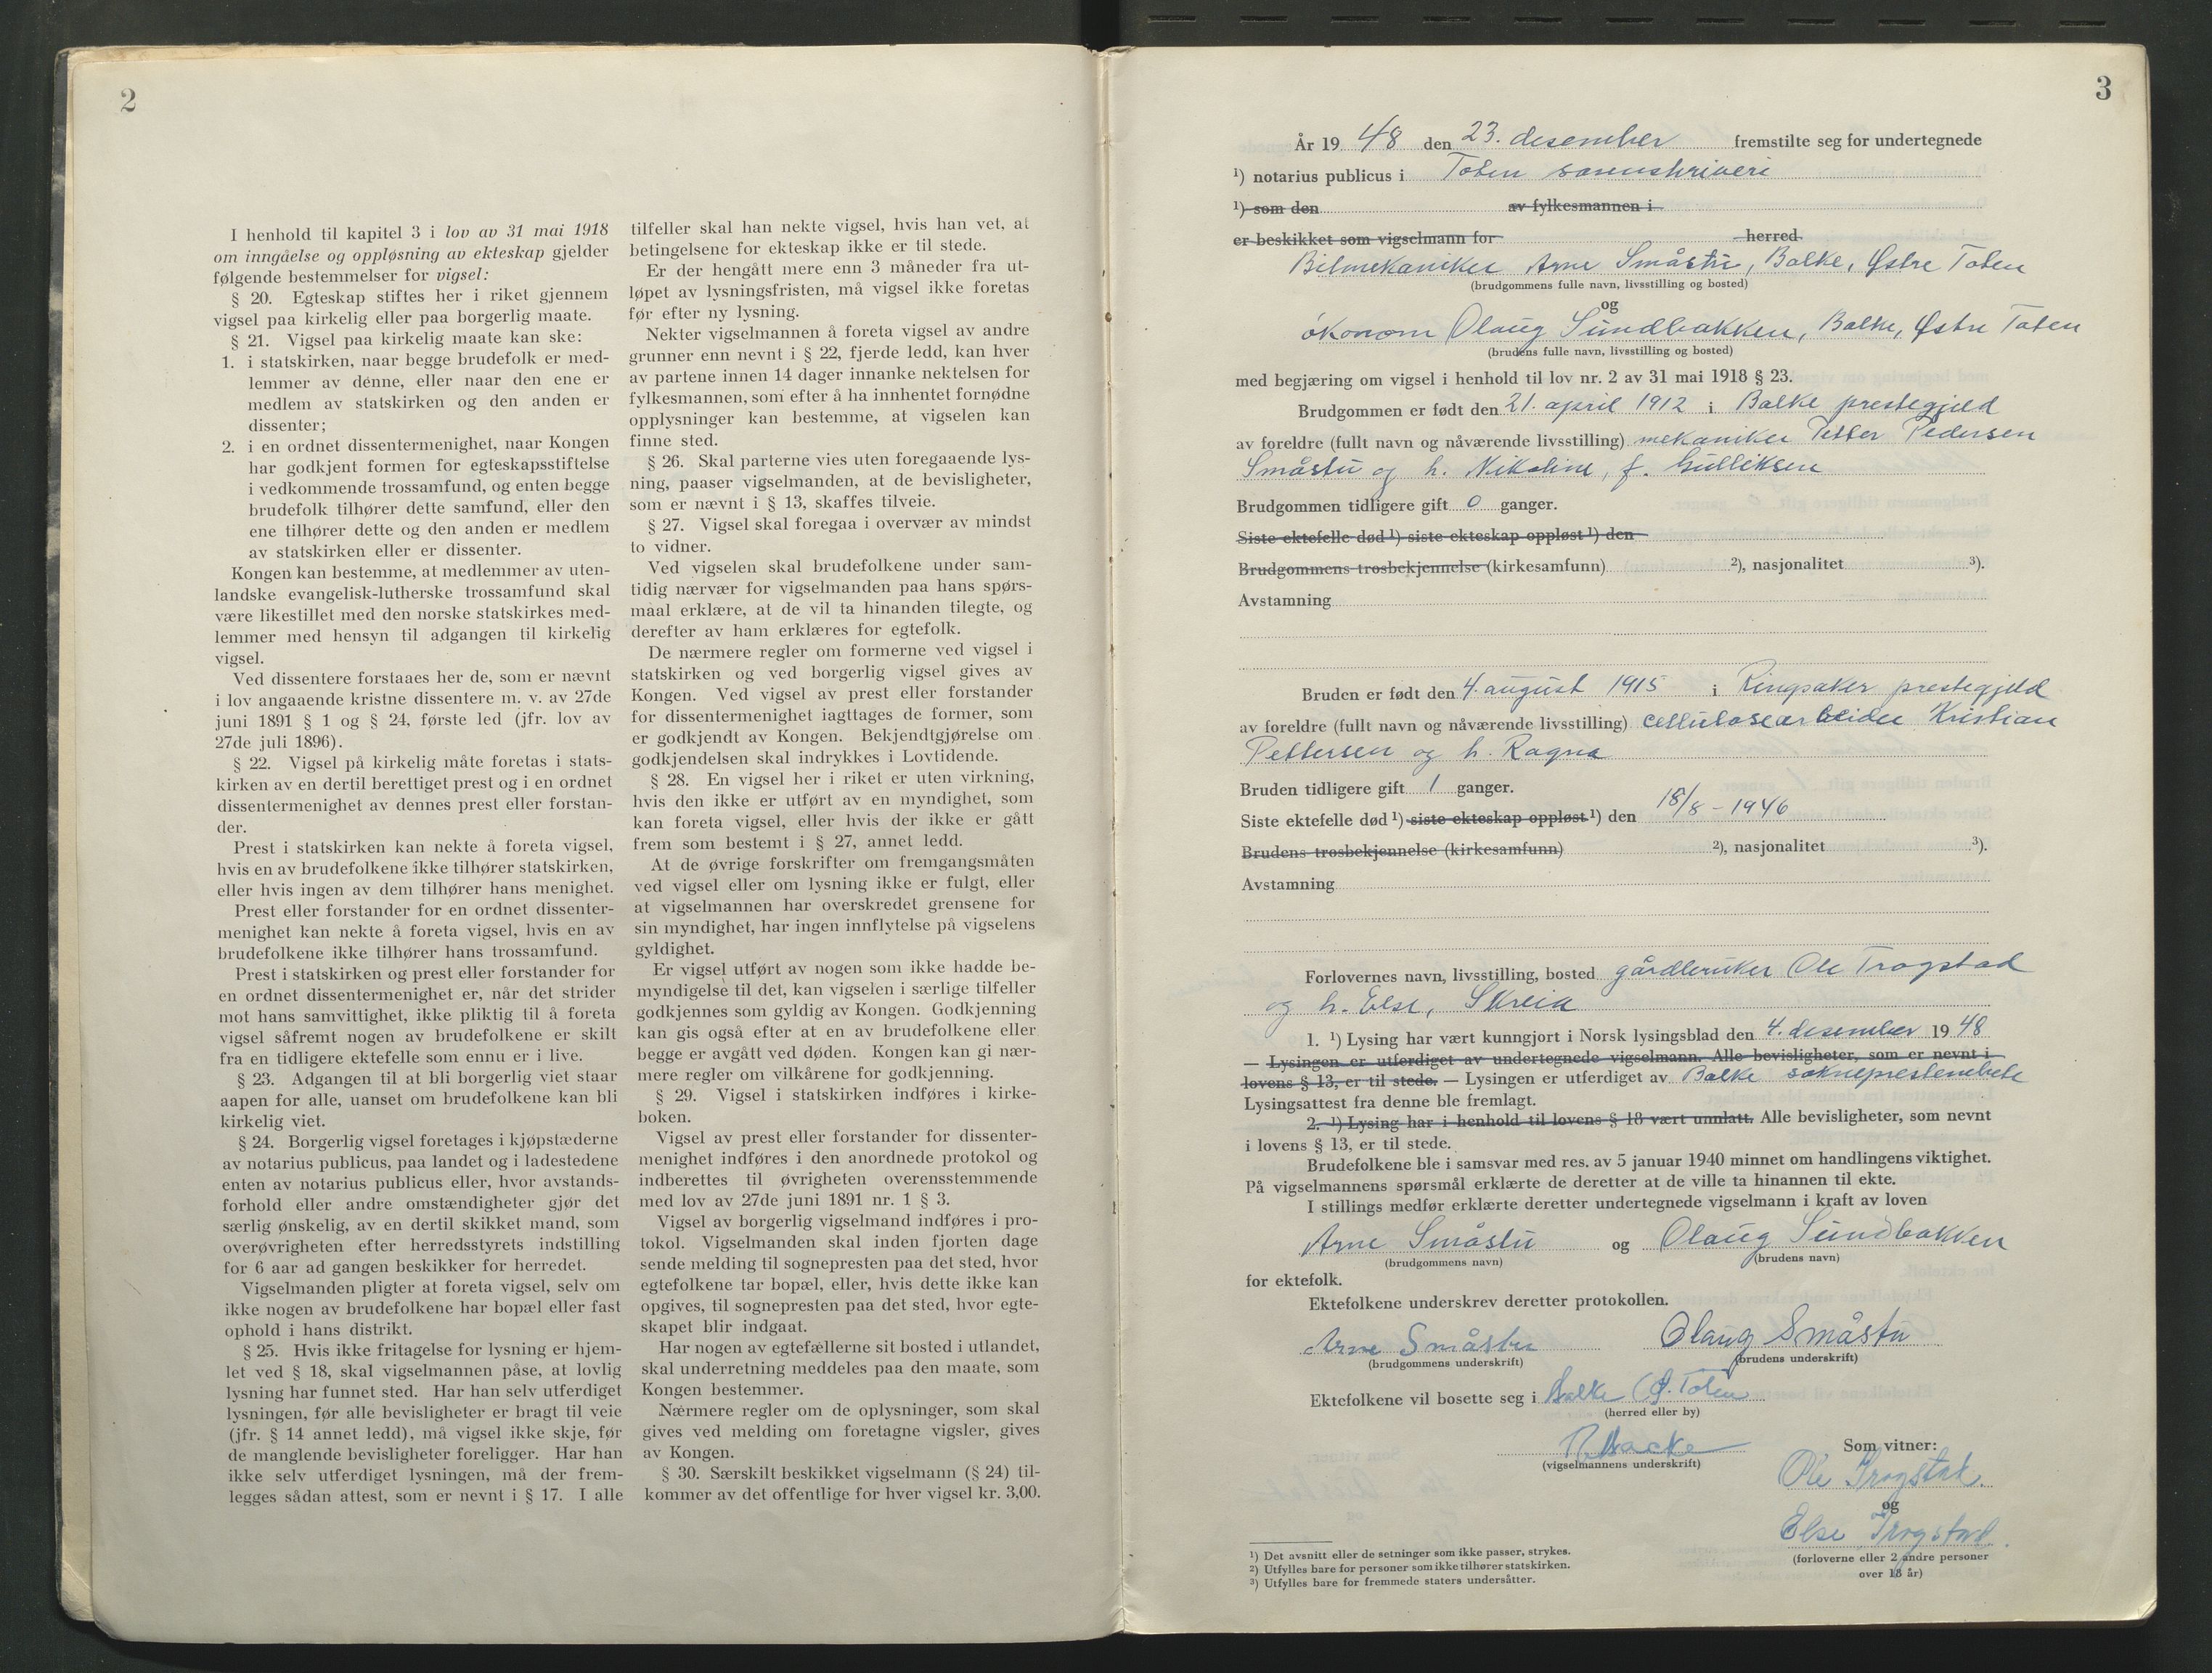 2
I henhold til kapitel 3 i lov av 31 mai 1918
om inngåelse og oppløsning av ekteskap gjelder
følgende bestemmelser for vigsel:
§ 20. Egteskap stiftes her i riket gjennem
vigsel paa kirkelig eller paa borgerlig maate.
§ 21. Vigsel paa kirkelig maate kan ske:
1. i statskirken, naar begge brudefolk er med-
lemmer av denne, eller naar den ene er
medlem av statskirken og den anden er
dissenter;
2. i en ordnet dissentermenighet, naar Kongen
har godkjent formen for egteskapsstiftelse
i vedkommende trossamfund, og enten begge
brudefolk tilhører dette samfund, eller den
ene tilhører dette og den anden er medlem
av statskirken eller er dissenter.
Kongen kan bestemme, at medlemmer av uten-
landske evangelisk-lutherske trossamfund skal
være likestillet med den norske statskirkes med-
lemmer med hensyn til adgangen til kirkelig
vigsel.
Ved dissentere forstaaes her de, som er nævnt
i lov angaaende kristne dissentere m. v. av 27de
juni 1891 § 1 og § 24, første led (jfr. lov av
27de juli 1896).
§ 22. Vigsel på kirkelig måte foretas i stats-
kirken av en dertil berettiget prest og i en ordnet
dissentermenighet av dennes prest eller forstan-
der.
Prest i statskirken kan nekte å foreta vigsel,
hvis en av brudefolkene ikke tilhører statskirken,
eller hvis ingen av dem tilhører hans menighet.
Prest eller forstander for en ordnet dissenter-
menighet kan nekte å foreta vigsel, hvis en av
brudefolkene ikke tilhører hans trossamfund.
Prest i statskirken og prest eller forstander for
en ordnet dissentermenighet er, når det strider
mot hans samvittighet, ikke pliktig til å foreta
vigsel såfremt nogen av brudefolkene er skilt
fra en tidligere ektefelle som ennu er i live.
§ 23. Adgangen til at bli borgerlig viet staar
aapen for alle, uanset om brudefolkene kan bli
kirkelig viet.
§ 24. Borgerlig vigsel foretages i kjøpstæderne
av notarius publicus, paa landet og i ladestedene
enten av notarius publicus eller, hvor avstands-
forhold eller andre omstændigheter gjør det
særlig ønskelig, av en dertil skikket mand, som
overøvrigheten efter herredsstyrets indstilling
for 6 aar ad gangen beskikker for herredet.
Vigselmanden pligter at foreta vigsel, selv om
ikke nogen av brudefolkene har bopæl eller fast
ophold i hans distrikt.
§ 25. Hvis ikke fritagelse for lysning er hjem-
let ved § 18, skal vigselmannen påse, at lovlig
lysning har funnet sted. Har han selv utferdiget
lysningen, før alle bevisligheter er bragt til veie
(jfr. § 14 annet ledd), må vigsel ikke skje, før
de manglende bevisligheter foreligger. Har han
ikke selv utferdiget lysningen, må der frem-
legges sådan attest, som er nevnt i § 17. I alle
tilfeller skal han nekte vigsel, hvis han vet, at
betingelsene for ekteskap ikke er til stede.
Er der hengått mere enn 3 måneder fra ut-
løpet av lysningsfristen, må vigsel ikke foretas
før efter ny lysning.
Nekter vigselmannen å foreta vigsel av andre
grunner enn nevnt i § 22, fjerde ledd, kan hver
av partene innen 14 dager innanke nektelsen for
fylkesmannen, som efter å ha innhentet fornødne
opplysninger kan bestemme, at vigselen kan
finne sted.
§ 26. Skal parterne vies uten foregaaende lys-
ning, paaser vigselmanden, at de bevisligheter,
som er nævnt i § 13, skaffes tilveie.
§ 27. Vigsel skal foregaa i overvær av mindst
to vidner.
Ved vigselen skal brudefolkene under sam-
tidig nærvær for vigselmanden paa hans spørs-
maal erklære, at de vil ta hinanden tilegte, og
derefter av ham erklæres for egtefolk.
De nærmere regler om formerne ved vigsel i
statskirken og ved borgerlig vigsel gives av
Kongen. Ved vigsel av prest eller forstander
for dissentermenighet iagttages de former, som
er godkjendt av Kongen. Bekjendtgjørelse om
godkjendelsen skal indrykkes i Lovtidende.
§ 28. En vigsel her i riket er uten virkning,
hvis den ikke er utført av en myndighet, som
kan foreta vigsel, eller hvis der ikke er gått
frem som bestemt i § 27, annet ledd.
At de øvrige forskrifter om fremgangsmåten
ved vigsel eller om lysning ikke er fulgt, eller
at vigselmannen har overskredet grensene for
sin myndighet, har ingen innflytelse på vigselens
gyldighet.
Er vigsel utført av nogen som ikke hadde be-
myndigelse til det, kan vigselen i særlige tilfeller
godkjennes som gyldig av Kongen. Godkjenning
kan gis også efter at en av brudefolkene eller
begge er avgått ved døden. Kongen kan gi nær-
mere regler om vilkårene for godkjenning.
§ 29. Vigsel i statskirken indføres i kirke-
boken.
Vigsel av prest eller forstander for dissenter-
menighet indføres i den anordnede protokol og
indberettes til øvrigheten overensstemmende
med lov av 27de juni 1891 nr. 1 § 3.
Vigsel av borgerlig vigselmand indføres i pro-
tokol. Vigselmanden skal inden fjorten dage
sende melding til sognepresten paa det sted, hvor
egtefolkene tar bopæl, eller, hvis dette ikke kan
opgives, til sognepresten paa det sted, hvor egte-
skapet blir indgaat.
Har nogen av egtefællerne sit bosted i utlandet,
skal underretning meddeles paa den maate, som
Kongen bestemmer.
Nærmere regler om de oplysninger, som skal
gives ved melding om foretagne vigsler, gives
av Kongen.
§ 30. Særskilt beskikket vigselmann (§ 24) til-
kommer av det offentlige for hver vigsel kr. 3,00.
3
År 1948 den 23. desember fremstilte seg for undertegnede
¹) notarius publicus i Toten sorenskriveri
¹) som den av fylkesmannen i
er beskikket som vigselmann for herred
Bilmekaniker Arne Småstu, Balke, Østre Toten
(brudgommens fulle navn, livsstilling og bosted)
og
økonom Olaug Sundbakken, Balke, Østre Toten
(brudens fulle navn, livsstilling og bosted)
med begjæring om vigsel i henhold til lov nr. 2 av 31 mai 1918 § 23.
Brudgommen er født den 21. april 1912 i Balke prestegjeld
av foreldre (fullt navn og nåværende livsstilling) mekaniker Petter Pedersen
Småstu og h. Nikoline, f. Gulliksen
Brudgommen tidligere gift 0 ganger.
Siste ektefelle død ¹) siste ekteskap oppløst ¹) den
Brudgommens trosbekjennelse (kirkesamfunn) ²), nasjonalitet ³).
Avstamning
Bruden er født den 4. august 1915 i Ringsaker prestegjeld
av foreldre (fullt navn og nåværende livsstilling) cellulosearbeider Kristian
Pettersen og h. Ragna
Bruden tidligere gift 1 ganger.
Siste ektefelle død ¹) siste ekteskap oppløst ¹) den 18/8 - 1946
Brudens trosbekjennelse (kirkesamfunn) ²), nasjonalitet ³).
Avstamning
Forlovernes navn, livsstilling, bosted gårdbruker Ole Trogstad
og h. Else, Skreia
1. ¹) Lysing har vært kunngjort i Norsk lysingsblad den 4. desember 1948
— Lysingen er utferdiget av undertegnede vigselmann. Alle bevisligheter, som er nevnt i
lovens § 13, er til stede. — Lysingen er utferdiget av Balke sokneprestembete
Lysingsattest fra denne ble fremlagt.
2. ¹) Lysing har i henhold til lovens § 18 vært unnlatt. Alle bevisligheter, som nevnt
i lovens § 13, er til stede.
Brudefolkene ble i samsvar med res. av 5 januar 1940 minnet om handlingens viktighet.
På vigselmannens spørsmål erklærte de deretter at de ville ta hinannen til ekte.
I stillings medfør erklærte deretter undertegnede vigselmann i kraft av loven
Arne Småstu og Olaug Sundbakken
(brudgommens navn) (brudens navn)
for ektefolk.
Ektefolkene underskrev deretter protokollen.
Arne Småstu Olaug Småstu
(brudgommens underskrift) (brudens underskrift)
Ektefolkene vil bosette seg i Balke (Ø. Toten
(herred eller by)
(vigselmannens underskrift)
Som vitner:
Ole Trogstad.
og
Else Trogstad.
(forloverne eller 2 andre personer
over 18 år)
¹) Det avsnitt eller de setninger som ikke passer, strykes.
²) Utfylles bare for personer som ikke tilhører statskirken.
³) Utfylles bare for fremmede staters undersåtter.